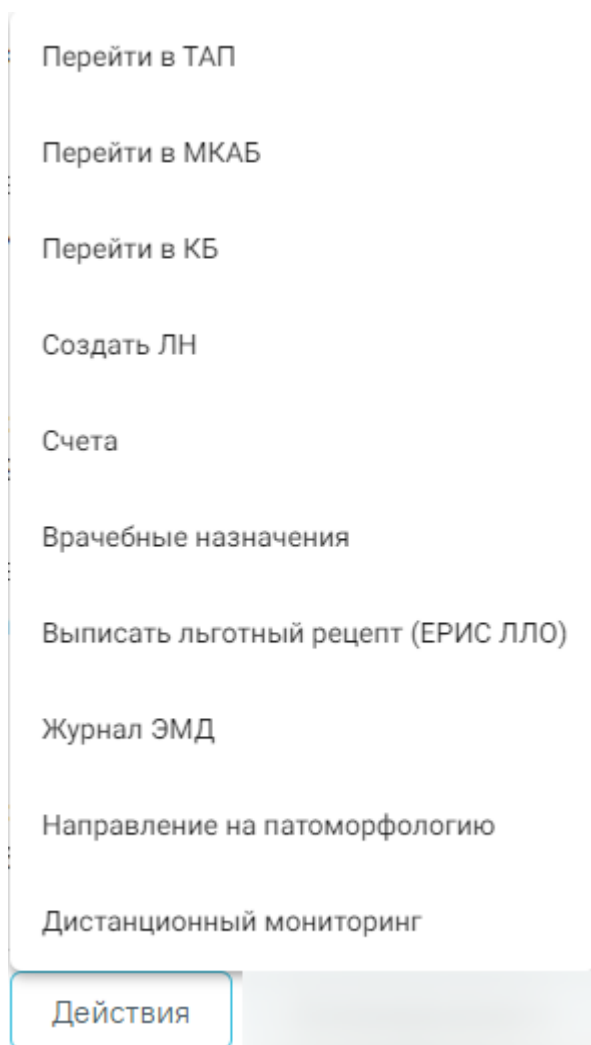 Перейти в ТАП
Перейти в МКАБ
Перейти в КБ
Создать ЛН
Счета
Врачебные назначения
Выписать льготный рецепт (ЕРИС ЛЛО)
Журнал ЭМД
Направление на патоморфологию
Дистанционный мониторинг
Действия